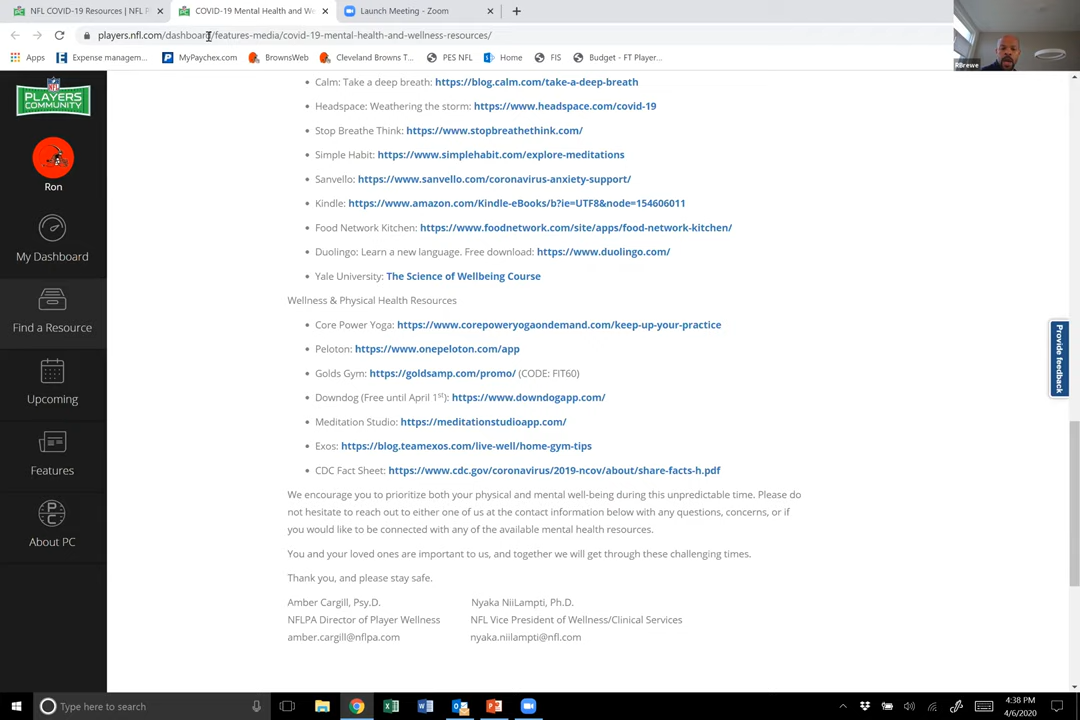 NFL COVID-19 Resources | NFL P
COVID-19 Mental Health and We
Launch Meeting - Zoom
players.nfl.com/dashboard/features-media/covid-19-mental-health-and-wellness-resources/
Apps
Expense managem...
MyPaychex.com
BrownsWeb
Cleveland Browns T...
PES NFL
Home
FIS
Budget - FT Player...
RBrewe
NFL
PLAYERS
COMMUNITY
Ron
My Dashboard
Find a Resource
Upcoming
Features
About PC
Calm: Take a deep breath: https://blog.calm.com/take-a-deep-breath
Headspace: Weathering the storm: https://www.headspace.com/covid-19
Stop Breathe Think: https://www.stopbreathethink.com/
Simple Habit: https://www.simplehabit.com/explore-meditations
Sanvello: https://www.sanvello.com/coronavirus-anxiety-support/
Kindle: https://www.amazon.com/Kindle-eBooks/b?ie=UTF8&node=154606011
Food Network Kitchen: https://www.foodnetwork.com/site/apps/food-network-kitchen/
Duolingo: Learn a new language. Free download: https://www.duolingo.com/
Yale University: The Science of Wellbeing Course
Wellness & Physical Health Resources
Core Power Yoga: https://www.corepoweryogaondemand.com/keep-up-your-practice
Peloton: https://www.onepeloton.com/app
Golds Gym: https://goldsamp.com/promo/ (CODE: FIT60)
Downdog (Free until April 1st): https://www.downdogapp.com/
Meditation Studio: https://meditationstudioapp.com/
Exos: https://blog.teamexos.com/live-well/home-gym-tips
CDC Fact Sheet: https://www.cdc.gov/coronavirus/2019-ncov/about/share-facts-h.pdf
We encourage you to prioritize both your physical and mental well-being during this unpredictable time. Please do
not hesitate to reach out to either one of us at the contact information below with any questions, concerns, or if
you would like to be connected with any of the available mental health resources.
You and your loved ones are important to us, and together we will get through these challenging times.
Thank you, and please stay safe.
Amber Cargill, Psy.D. Nyaka NiiLampti, Ph.D.
NFLPA Director of Player Wellness NFL Vice President of Wellness/Clinical Services
amber.cargill@nflpa.com nyaka.niilampti@nfl.com
Provide feedback
Type here to search
4:38 PM
4/6/2020